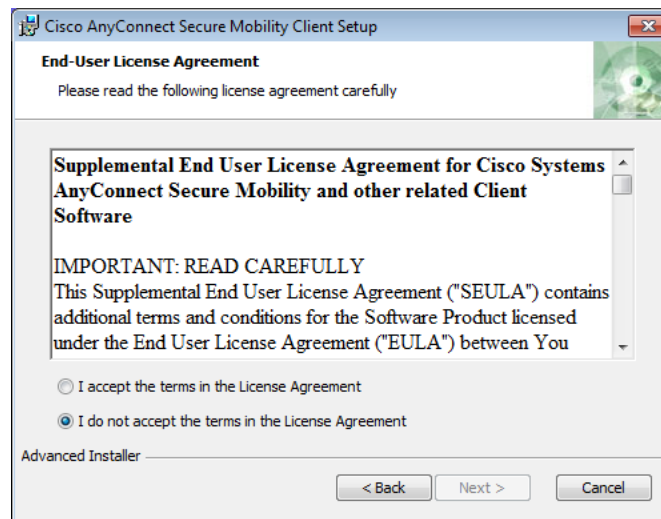 Cisco AnyConnect Secure Mobility Client Setup
End-User License Agreement
Please read the following license agreement carefully
Supplemental End User License Agreement for Cisco Systems
AnyConnect Secure Mobility and other related Client
Software
IMPORTANT: READ CAREFULLY
This Supplemental End User License Agreement ("SEULA") contains
additional terms and conditions for the Software Product licensed
under the End User License Agreement ("EULA") between You
I accept the terms in the License Agreement
I do not accept the terms in the License Agreement
Advanced Installer
< Back Next > Cancel